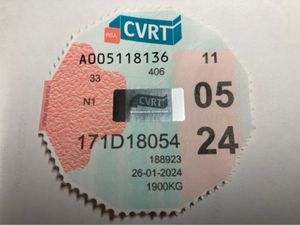 RSA CVRT
A005118136 11
33 406
N1 CVRT 05
171D18054 24
188923
26-01-2024
1900KG